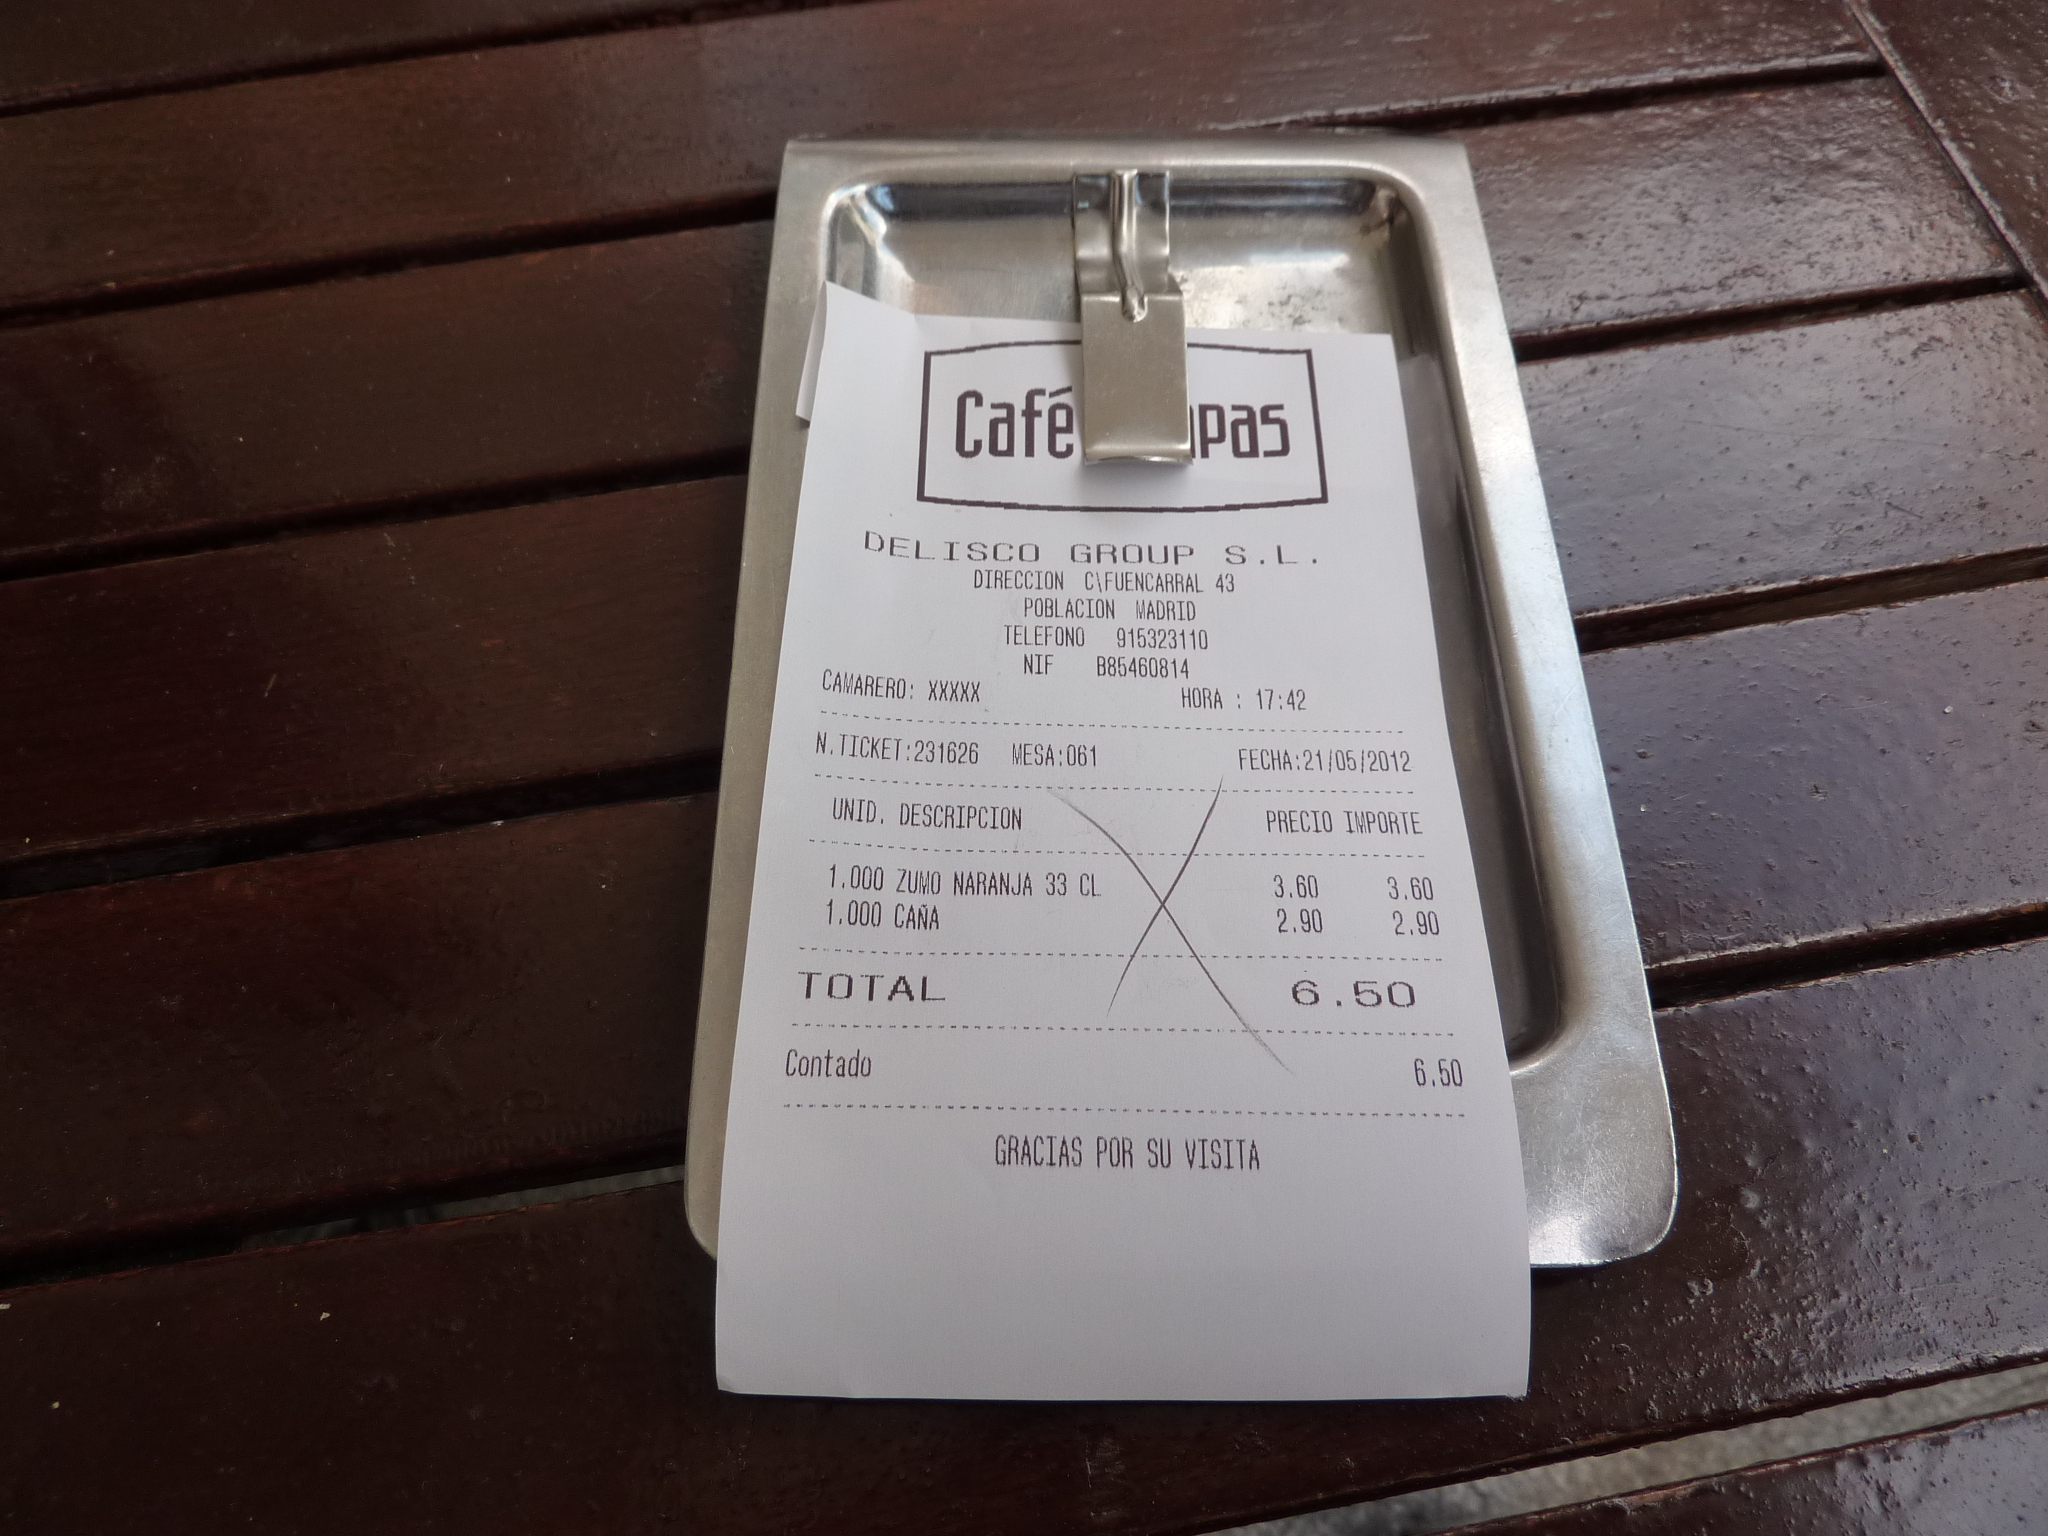 Café
DELISCO GROUP S.L.
DIRECCION C\FUENCARRAL 43
POBLACION MADRID
TELEFONO 915323110
NIF B85460814
CAMARERO: XXXXX HORA : 17:42
N.TICKET:231626 MESA:061 FECHA:21/05/2012
UNID. DESCRIPCION PRECIO IMPORTE
1.000 ZUMO NARANJA 33 CL 3.60 3.60
1.000 CAÑA 2.90 2.90
TOTAL 6.50
Contado 6.50
GRACIAS POR SU VISITA